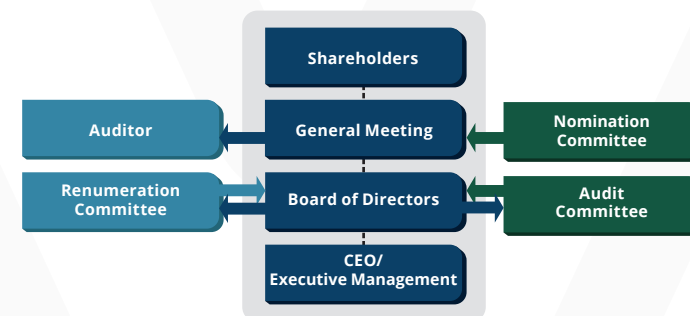 Shareholders
Auditor
General Meeting
Nomination
Committee
Renumeration
Committee
Board of Directors
Audit
Committee
CEO/
Executive Management